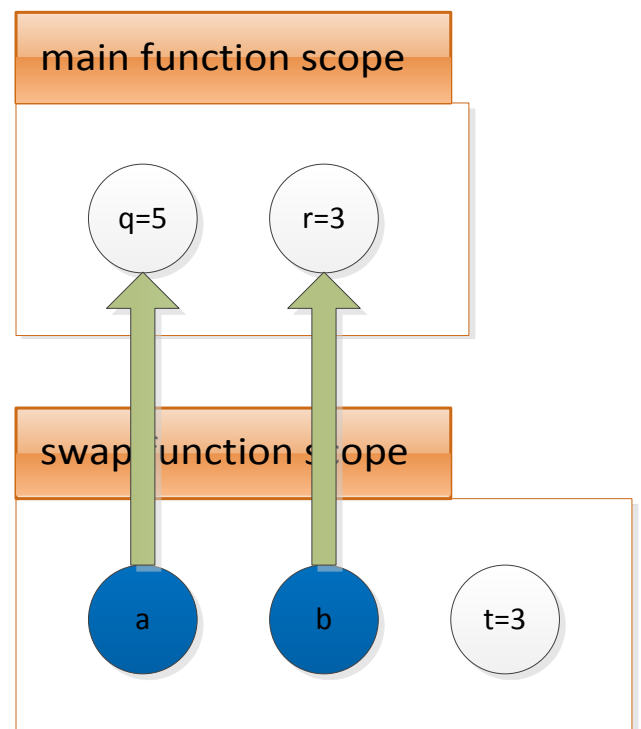 main function scope
q=5
r=3
swap function scope
a
b
t=3